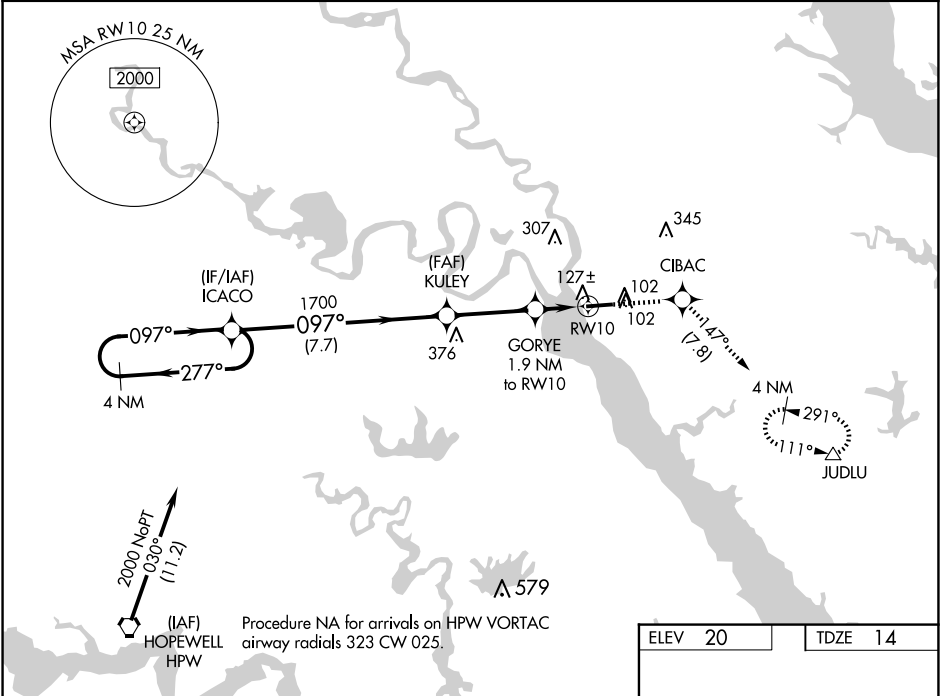 MSA RW10 25 NM
2000
307
345
(IF/IAF)
ICACO
(FAF)
KULEY
127±
102
102
CIBAC
1700
097°
097°
(7.7)
376
GORYE
1.9 NM
to RW10
RW10
147°
(7.8)
277°
4 NM
4 NM
291°
111°
JUDLU
2000 NoPT
030°
(11.2)
579
(IAF)
HOPEWELL
HPW
Procedure NA for arrivals on HPW VORTAC
airway radials 323 CW 025.
ELEV 20
TDZE 14